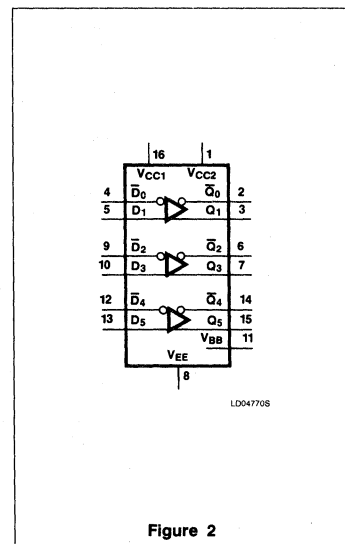 16 1
VCC1 VCC2
4 D̅0 Q̅0 2
5 D1 Q1 3
9 D̅2 Q̅2 6
10 D3 Q3 7
12 D̅4 Q̅4 14
13 D5 Q5 15
VBB 11
VEE
8
LD04770S
Figure 2